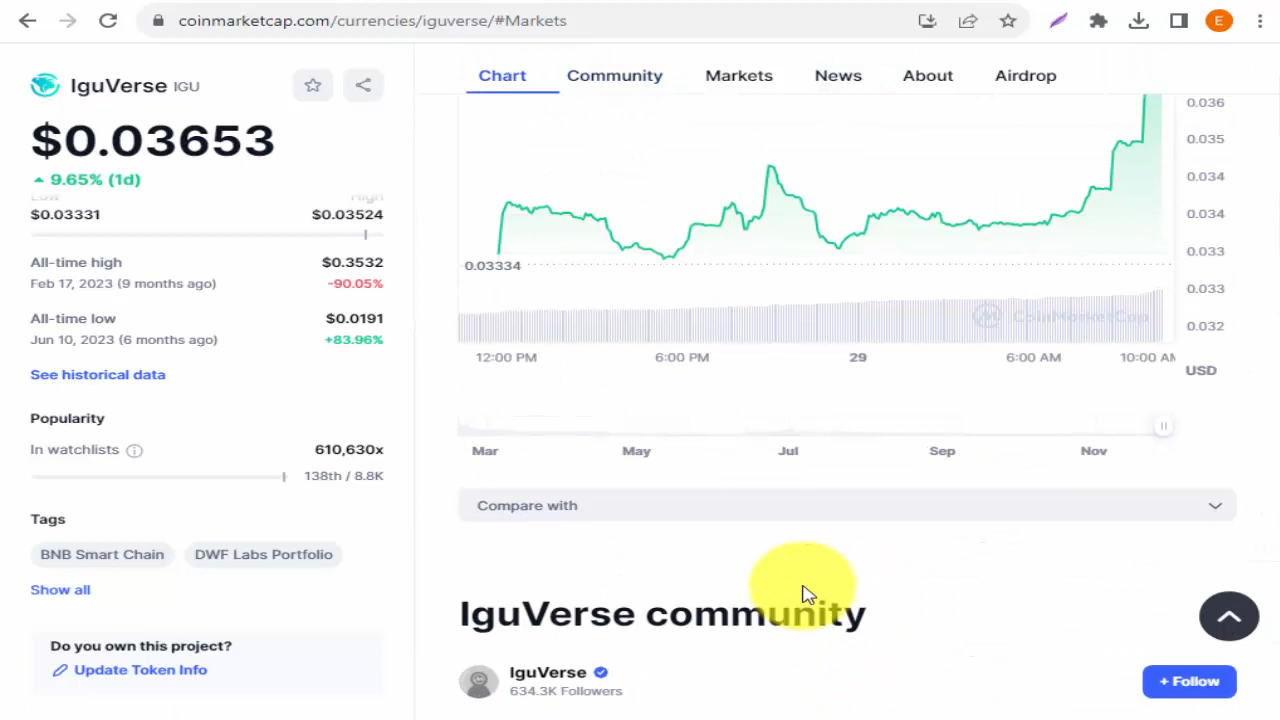 coinmarketcap.com/currencies/iguverse/#Markets
E
IguVerse IGU
$0.03653
9.65% (1d)
Low High
$0.03331 $0.03524
All-time high $0.3532
Feb 17, 2023 (9 months ago) -90.05%
All-time low $0.0191
Jun 10, 2023 (6 months ago) +83.96%
See historical data
Popularity
In watchlists 610,630x
138th / 8.8K
Tags
BNB Smart Chain DWF Labs Portfolio
Show all
Do you own this project?
Update Token Info
Chart Community Markets News About Airdrop
0.036
0.035
0.034
0.034
0.033
0.03334
0.033
CoinMarketCap
0.032
12:00 PM 6:00 PM 29 6:00 AM 10:00 AM
USD
Mar May Jul Sep Nov
Compare with
IguVerse community
IguVerse
634.3K Followers
+ Follow